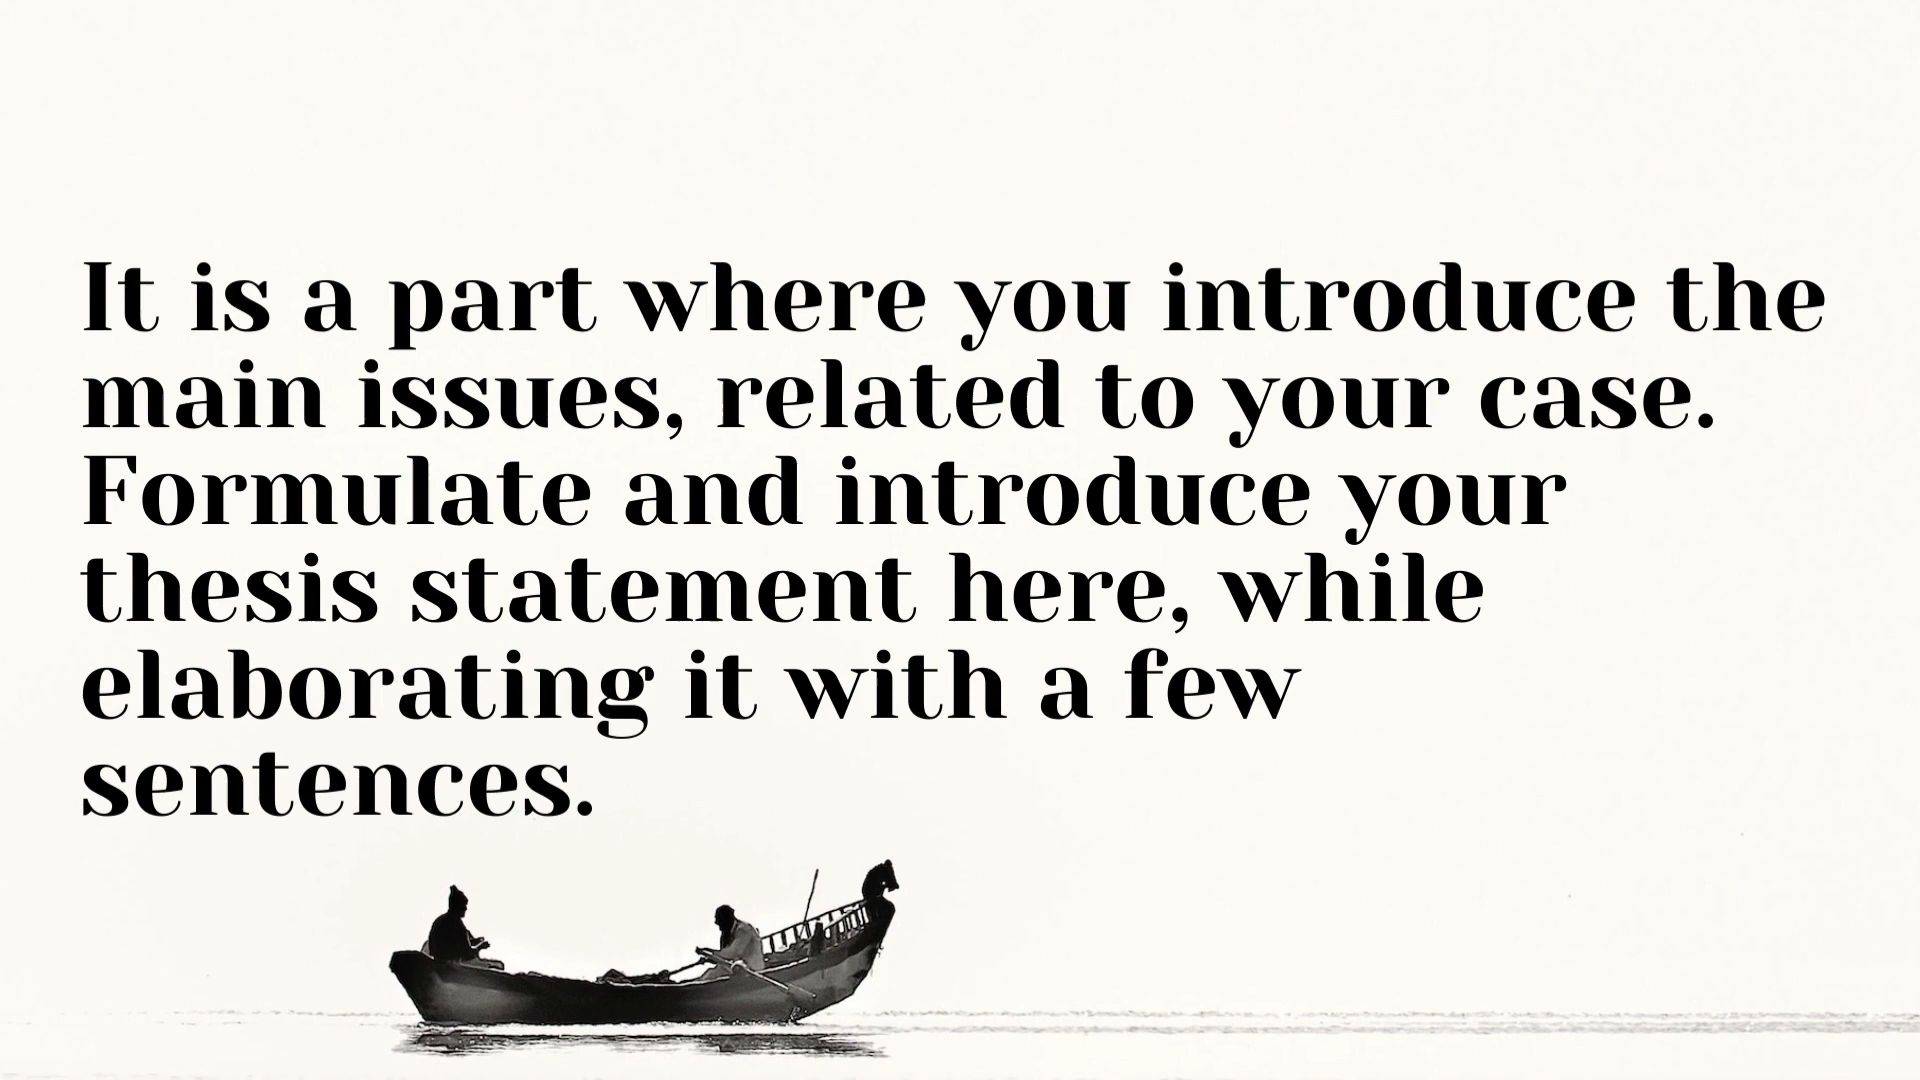 It is a part where you introduce the
main issues, related to your case.
Formulate and introduce your
thesis statement here, while
elaborating it with a few
sentences.